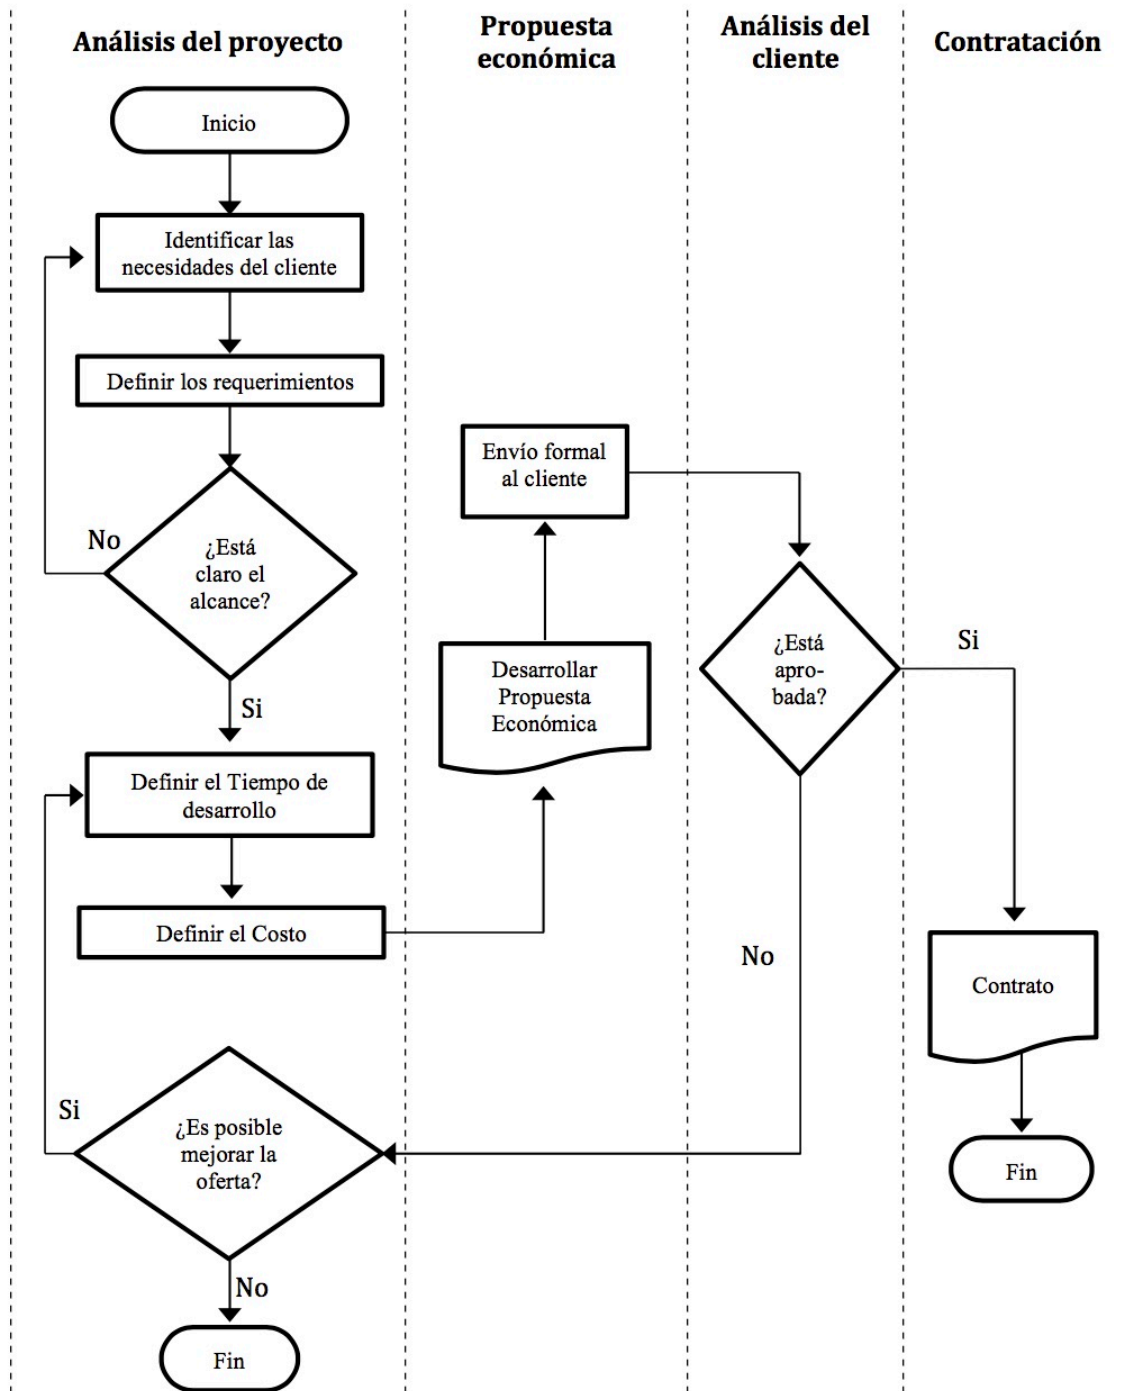 Análisis del proyecto
Propuesta
económica
Análisis del
cliente
Contratación
Inicio
Identificar las
necesidades del cliente
Definir los requerimientos
No
¿Está
claro el
alcance?
Si
Definir el Tiempo de
desarrollo
Definir el Costo
Si
¿Es posible
mejorar la
oferta?
No
Fin
Envío formal
al cliente
Desarrollar
Propuesta
Económica
¿Está
apro-
bada?
No
Si
Contrato
Fin